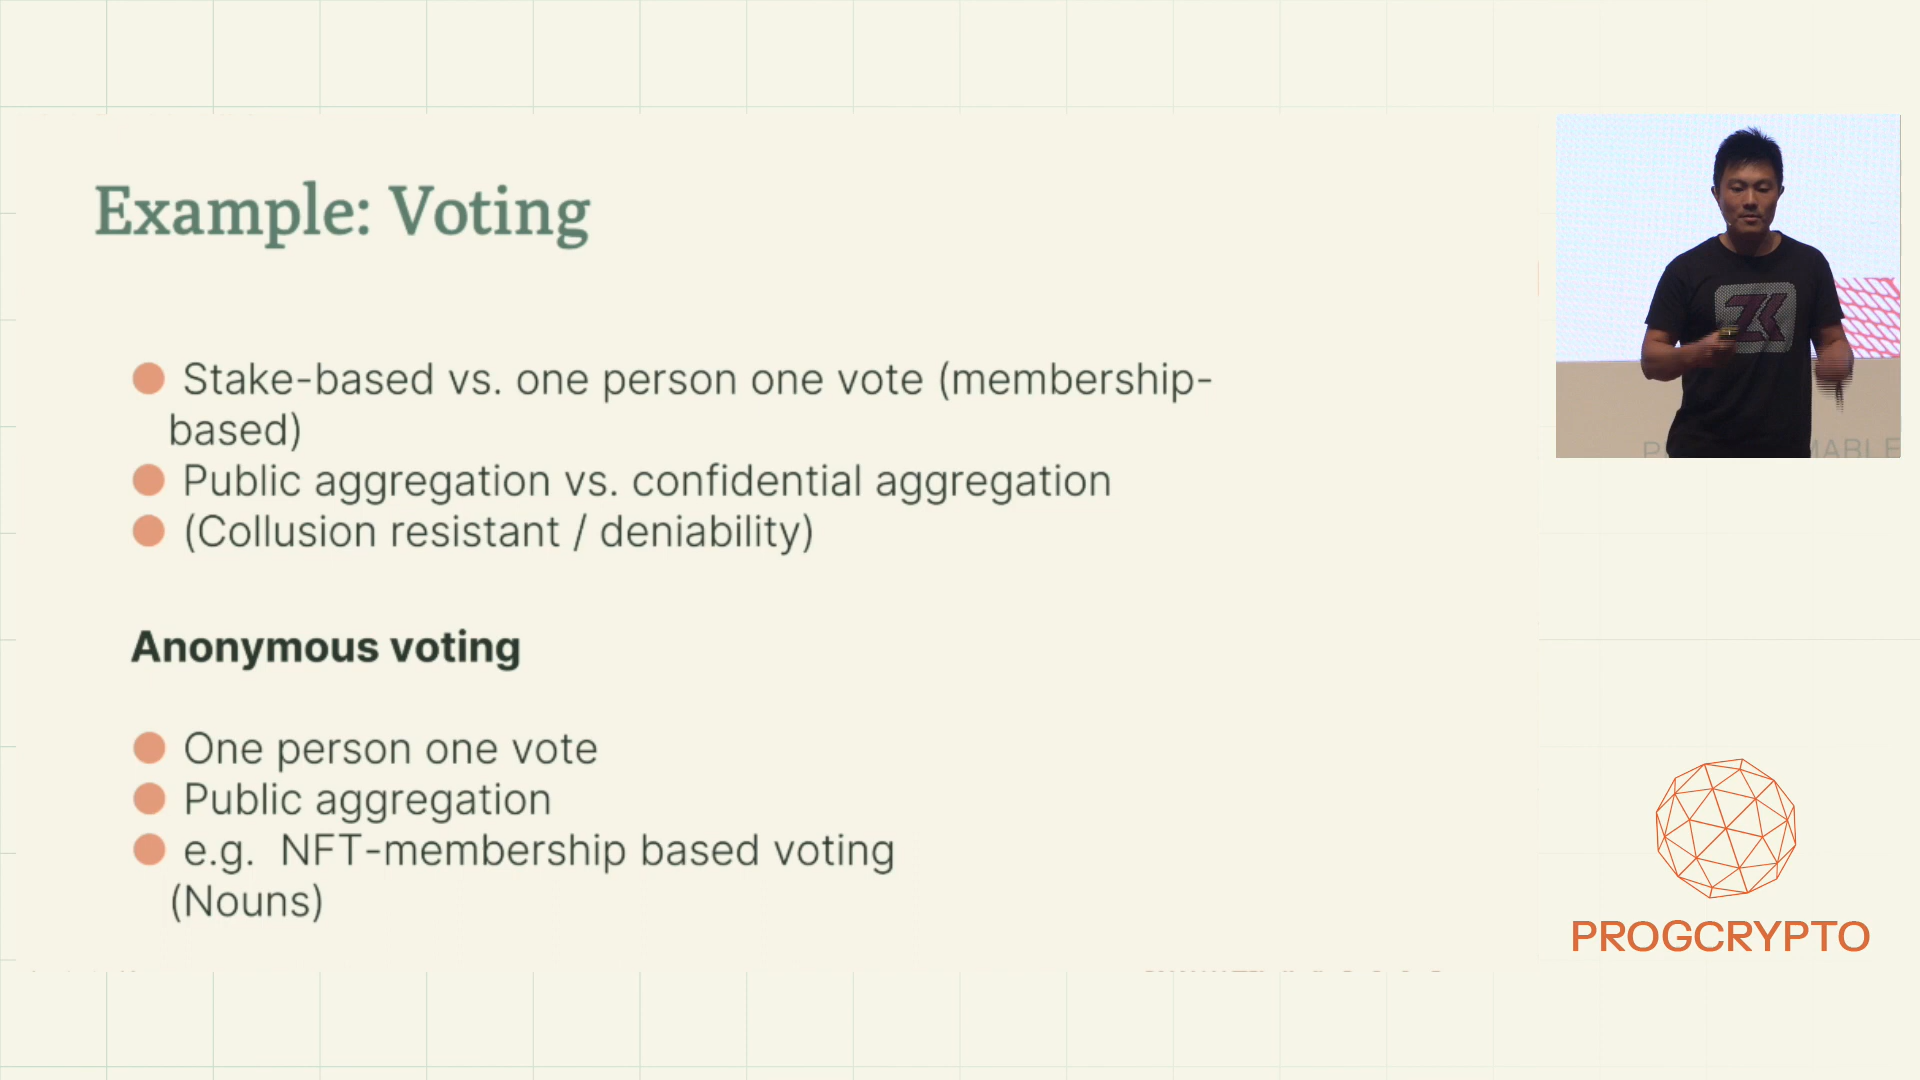 Example: Voting
Stake-based vs. one person one vote (membership-
based)
Public aggregation vs. confidential aggregation
(Collusion resistant / deniability)
Anonymous voting
One person one vote
Public aggregation
e.g. NFT-membership based voting
(Nouns)
ZK
PROGCRYPTO